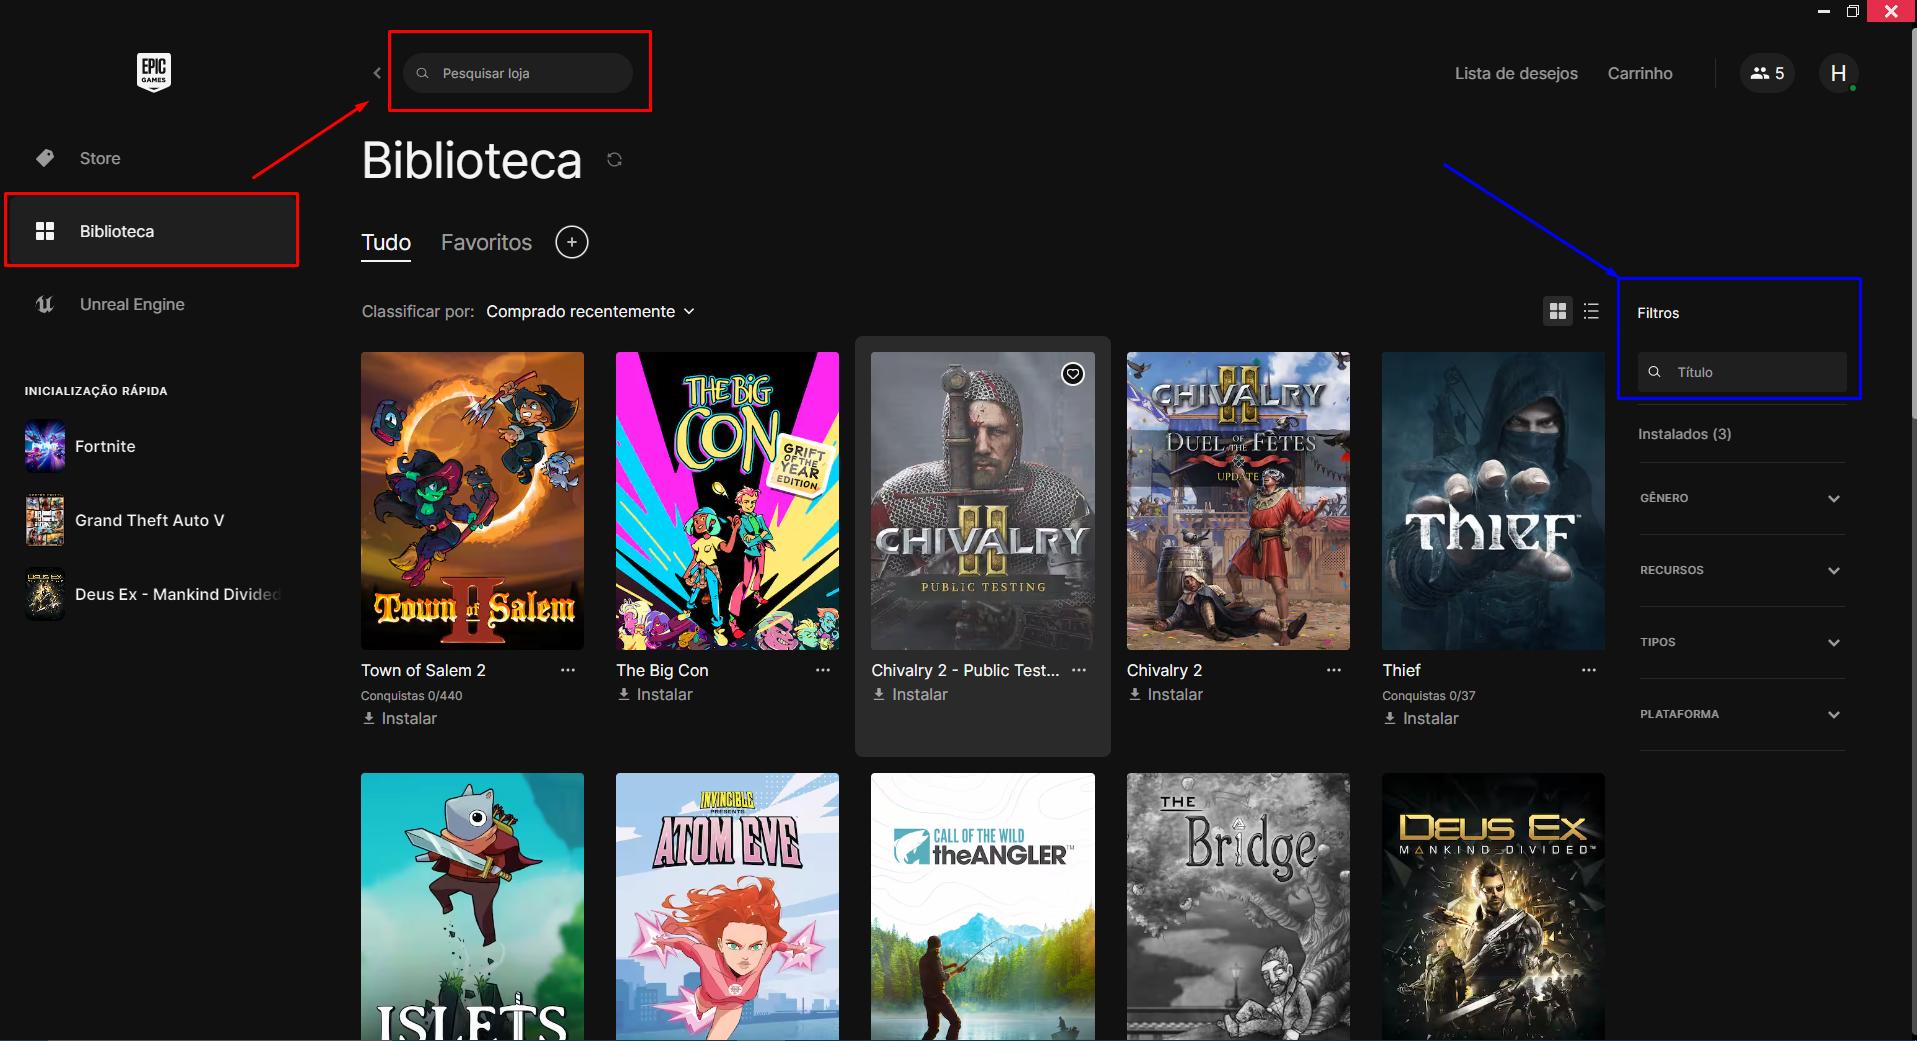 EPIC
GAMES
Pesquisar loja
Lista de desejos
Carrinho
5
H
Store
Biblioteca
Unreal Engine
INICIALIZAÇÃO RÁPIDA
Fortnite
Grand Theft Auto V
Deus Ex - Mankind Divided
Biblioteca
Tudo
Favoritos
Classificar por: Comprado recentemente
Town of Salem
II
THE BIG
CON
GRIFT
OF THE
YEAR
EDITION
II
CHIVALRY
PUBLIC TESTING
II
CHIVALRY
DUEL OF THE FÊTES
UPDATE
THIEF™
Town of Salem 2
Conquistas 0/440
Instalar
The Big Con
Instalar
Chivalry 2 - Public Test...
Instalar
Chivalry 2
Instalar
Thief
Conquistas 0/37
Instalar
ISLETS
INVINCIBLE
PRESENTS
ATOM EVE
CALL OF THE WILD
theANGLER™
THE
Bridge
DEUS EX
MANKIND DIVIDED™
Filtros
Título
Instalados (3)
GÊNERO
RECURSOS
TIPOS
PLATAFORMA